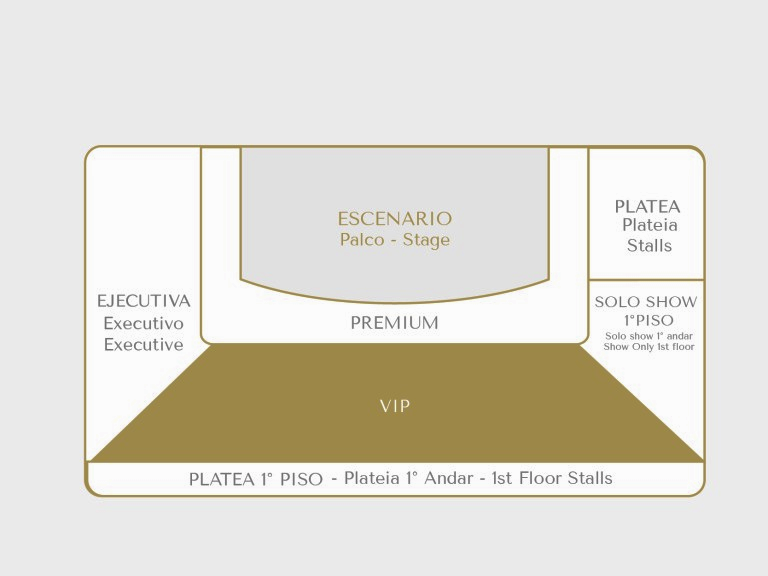 ESCENARIO
Palco - Stage
PLATEA
Plateia
Stalls
EJECUTIVA
Executivo
Executive
SOLO SHOW
1°PISO
Solo show 1° andar
Show Only 1st floor
PREMIUM
VIP
PLATEA 1° PISO - Plateia 1° Andar - 1st Floor Stalls